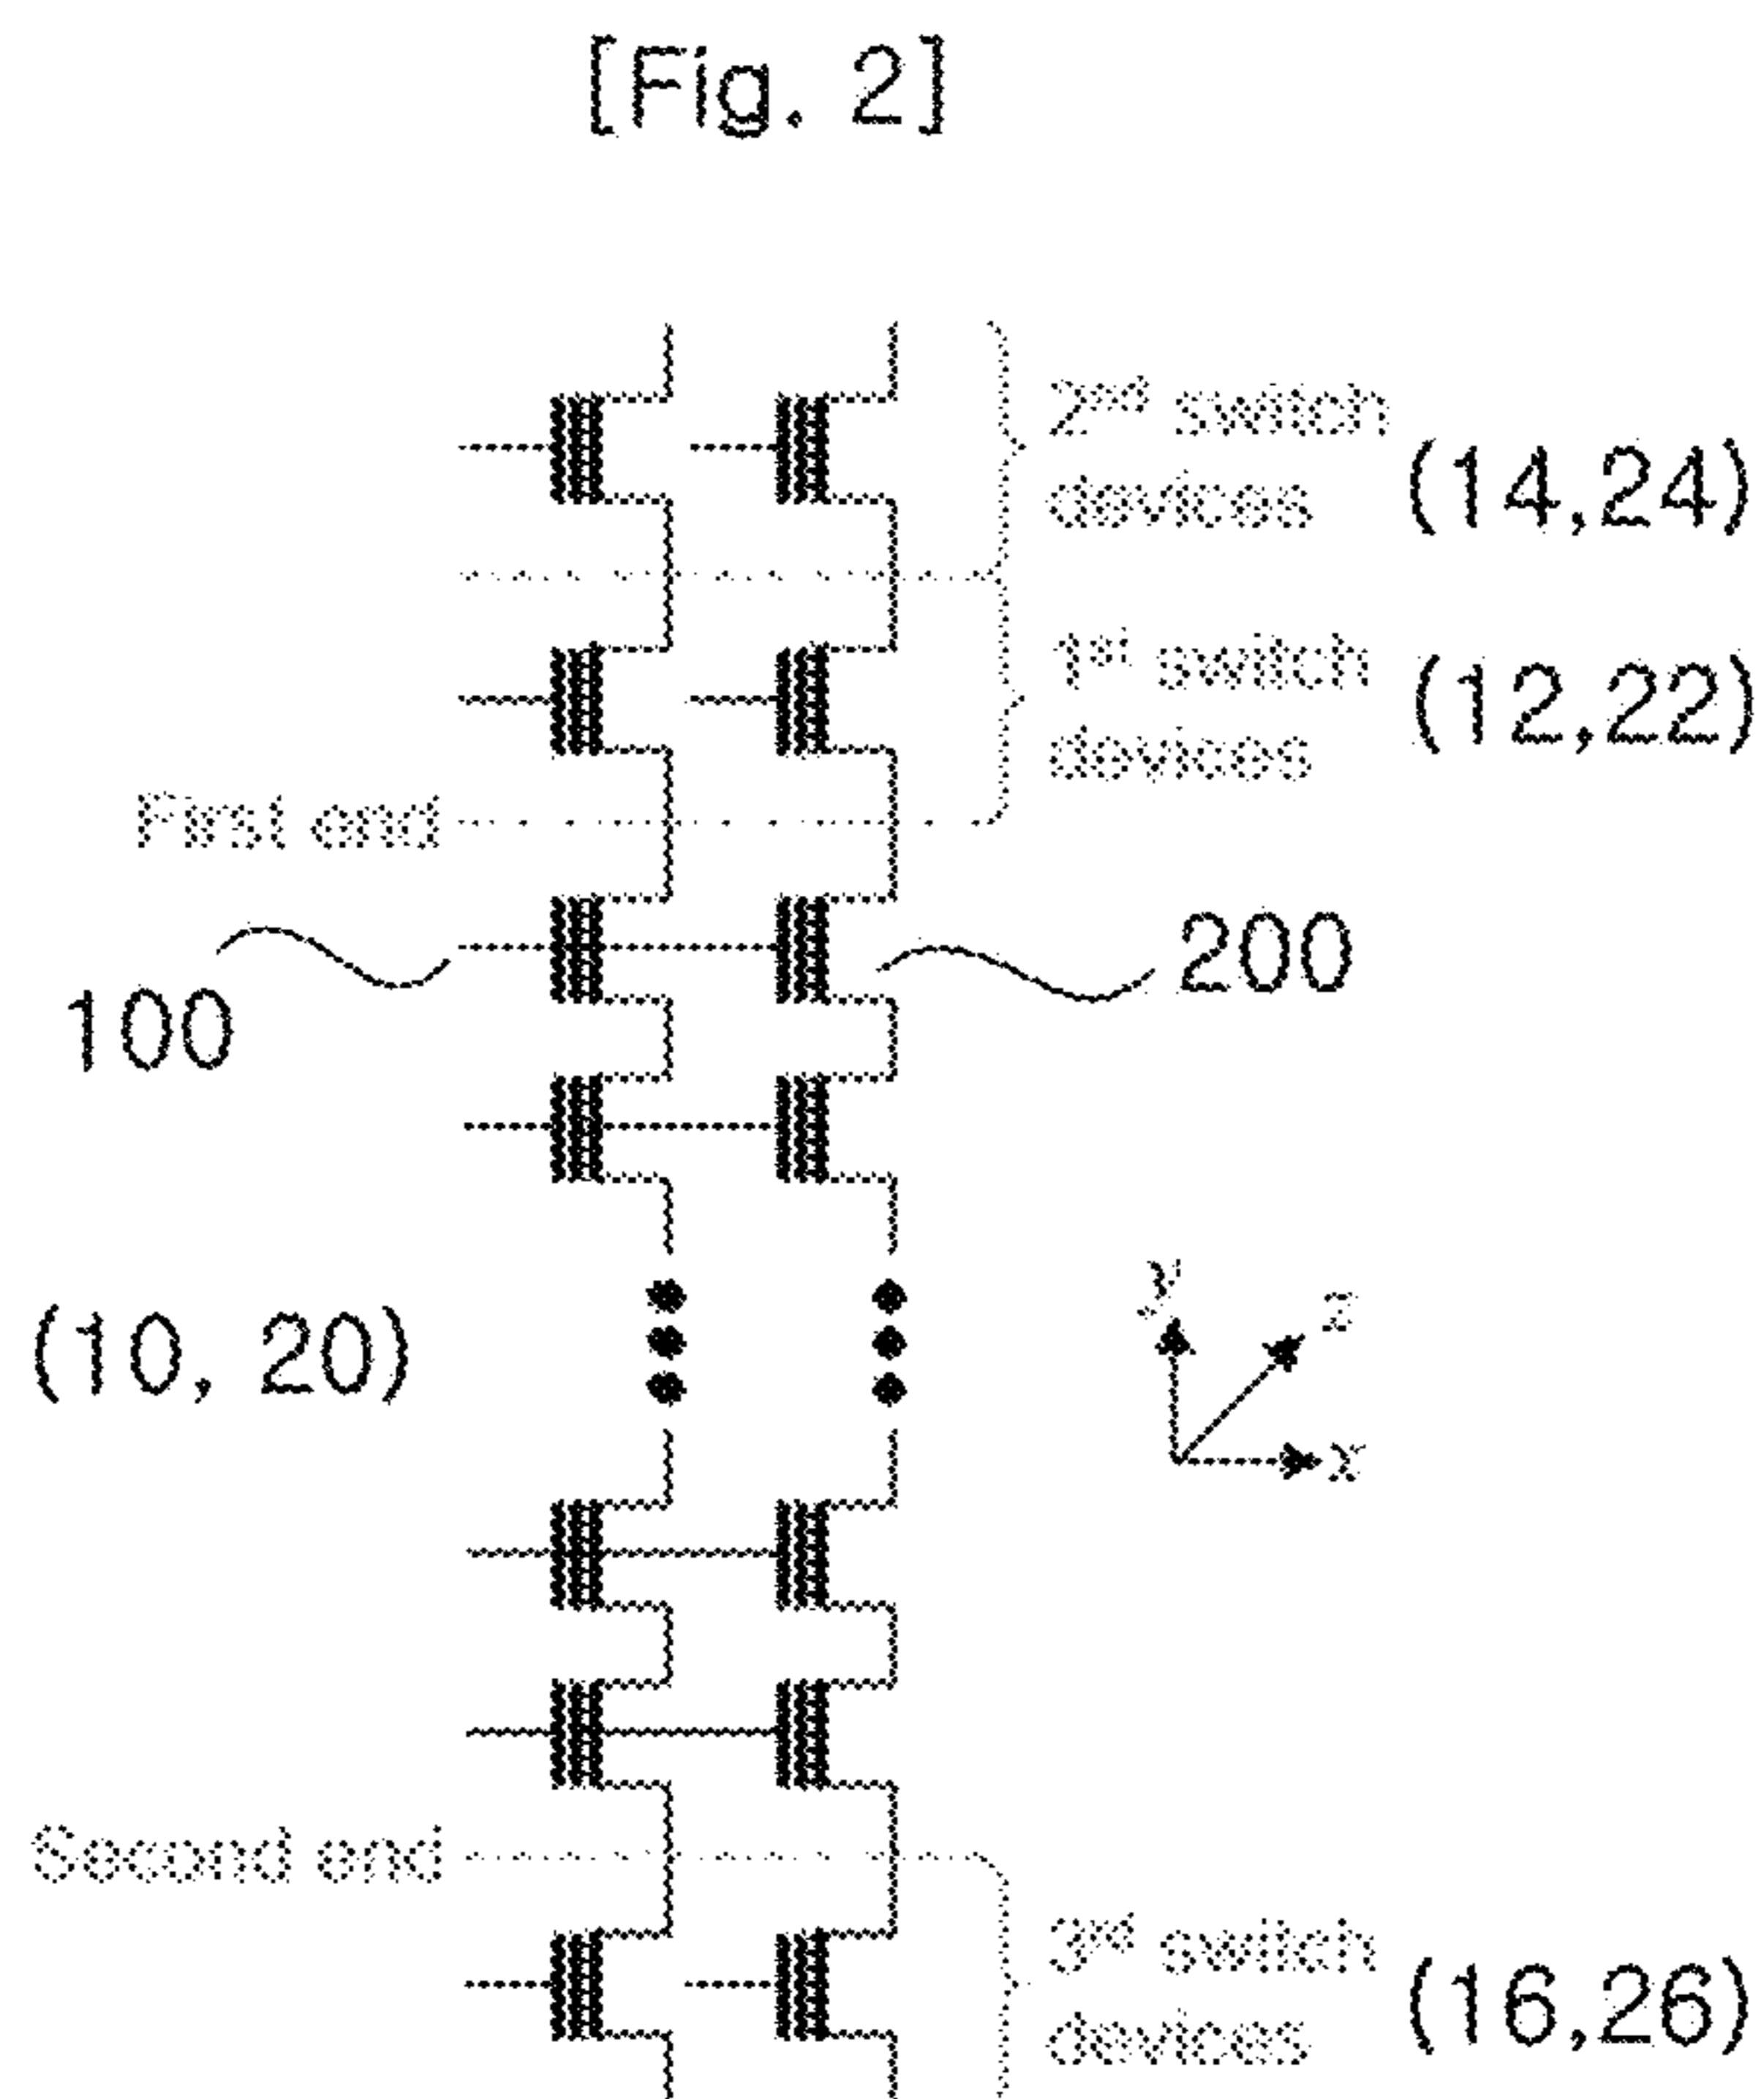 [Fig. 2]
2nd switch
devices (14,24)
1st switch
devices (12,22)
First end
100
200
(10, 20)
y
z
x
Second end
3rd switch
devices (16,26)